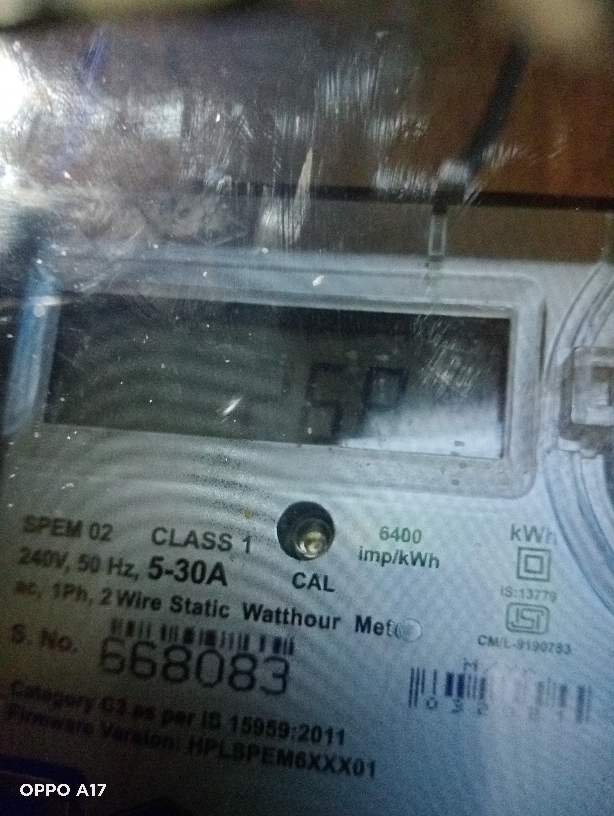 SPEM 02 CLASS 1 6400 kWh
240V, 50 Hz, 5-30A CAL imp/kWh
IS:13779
ac, 1Ph, 2 Wire Static Watthour
CM/L-9190783
S. No. 668083
Category C3 as per IS 15959:2011
Firmware Version: HPLSPEM6XXX01
OPPO A17